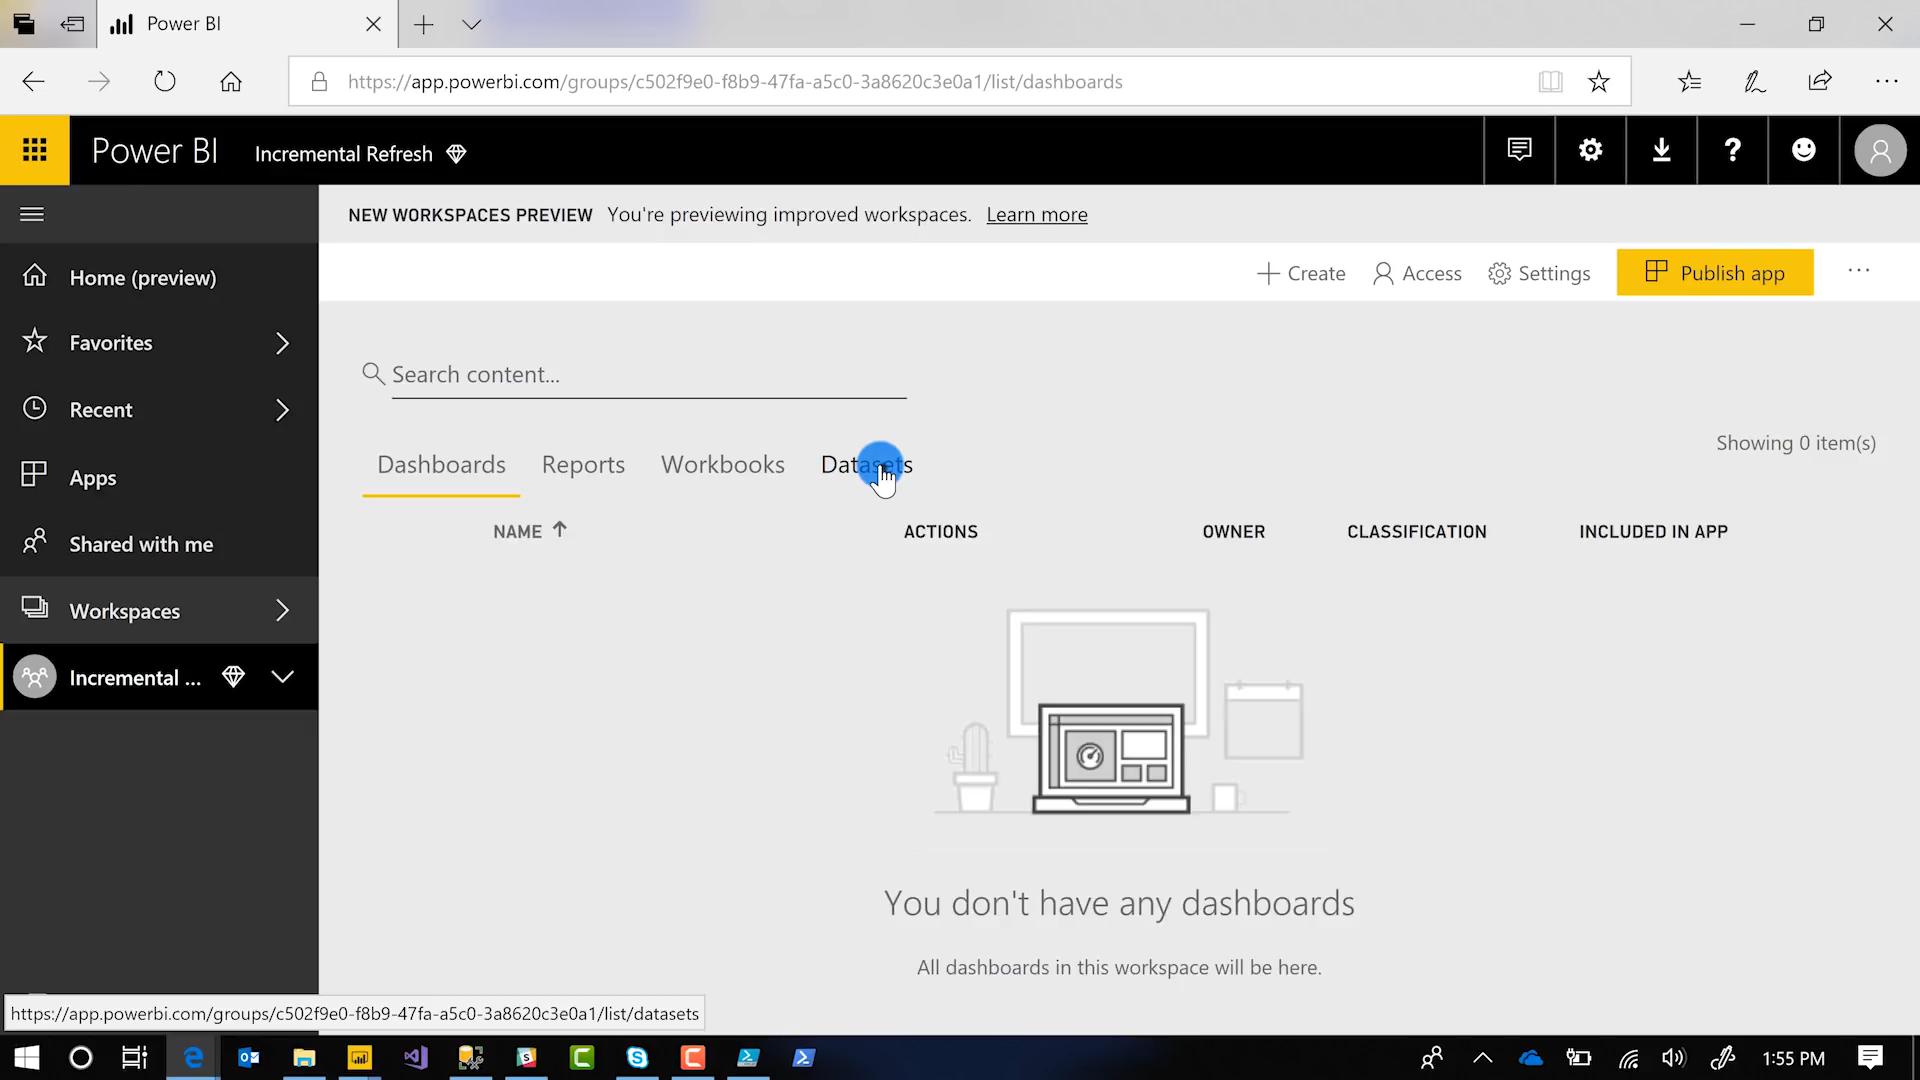 Power BI
https://app.powerbi.com/groups/c502f9e0-f8b9-47fa-a5c0-3a8620c3e0a1/list/dashboards
Power BI Incremental Refresh
NEW WORKSPACES PREVIEW You're previewing improved workspaces. Learn more
Create Access Settings Publish app
Home (preview)
Favorites
Recent
Apps
Shared with me
Workspaces
Incremental ...
Search content...
Showing 0 item(s)
Dashboards Reports Workbooks Datasets
NAME ACTIONS OWNER CLASSIFICATION INCLUDED IN APP
You don't have any dashboards
All dashboards in this workspace will be here.
https://app.powerbi.com/groups/c502f9e0-f8b9-47fa-a5c0-3a8620c3e0a1/list/datasets
1:55 PM